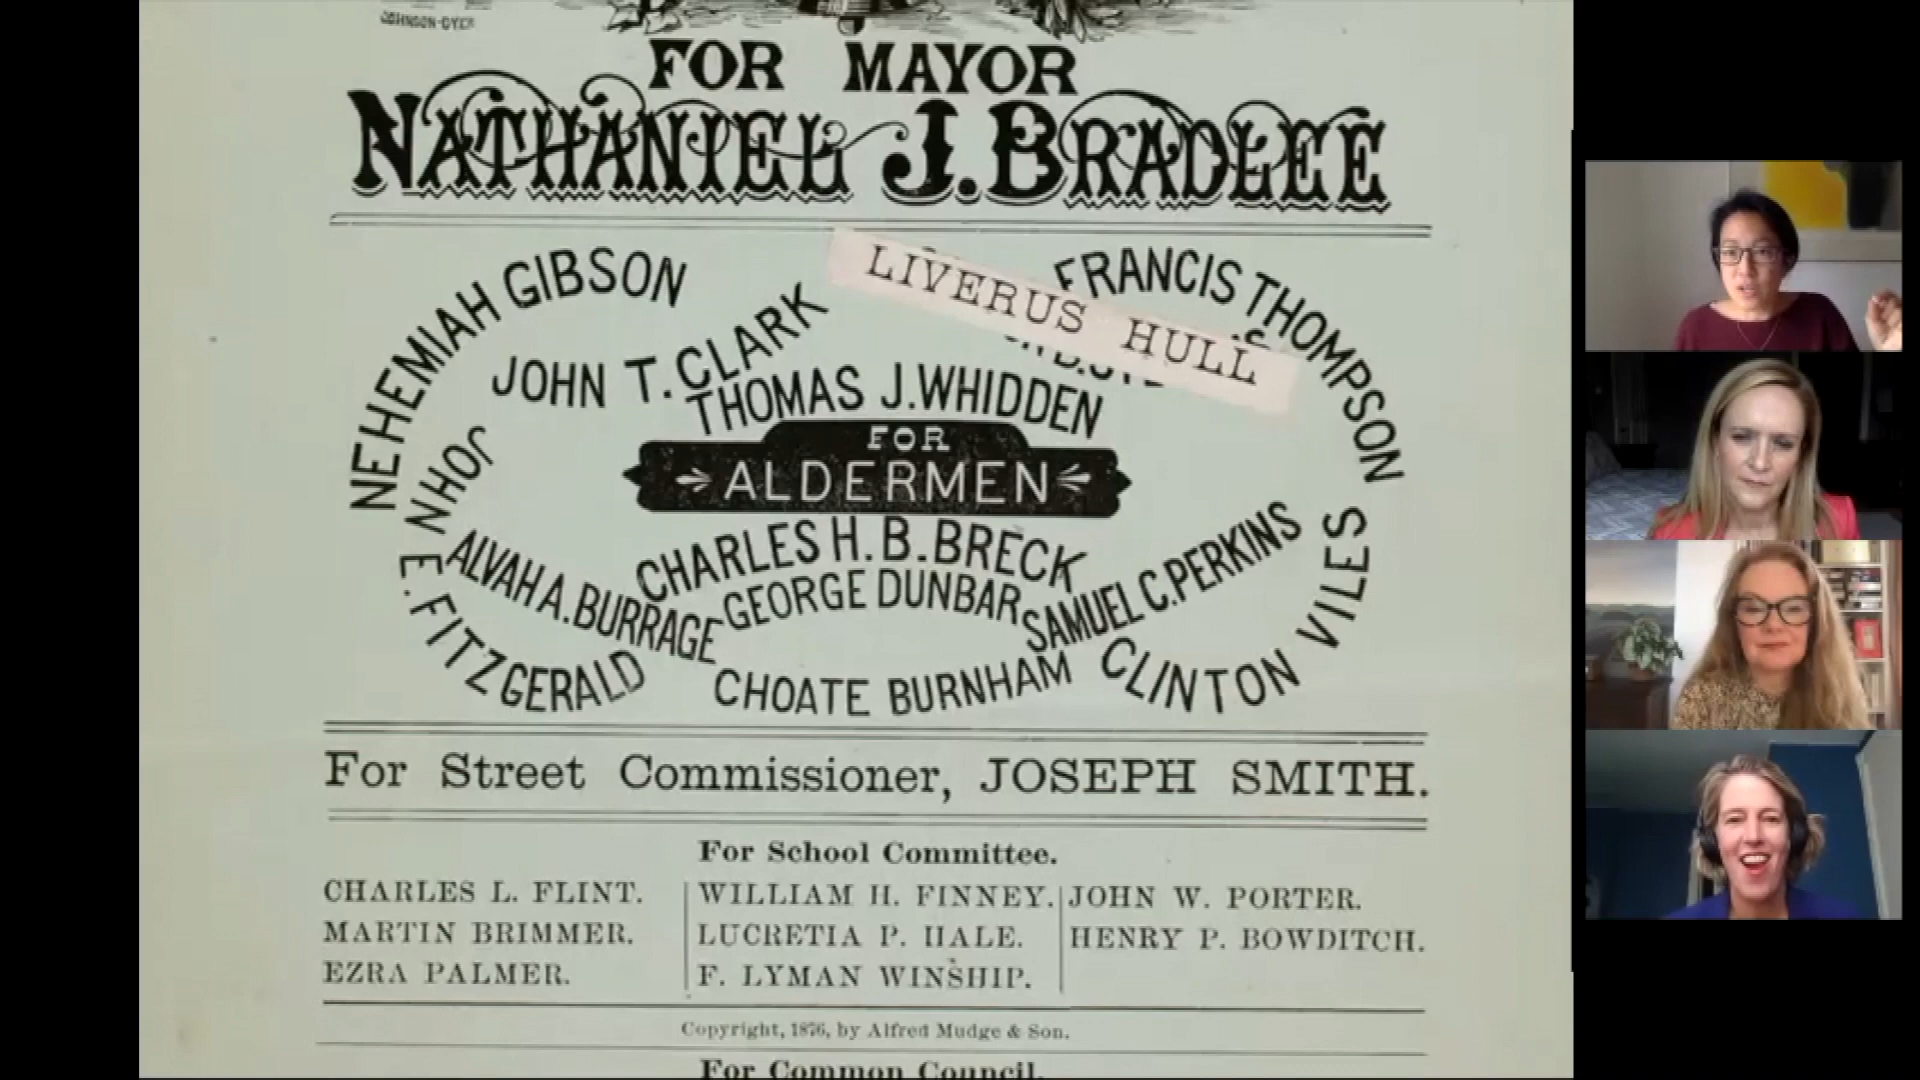 JOHNSON-DYER
FOR MAYOR
NATHANIEL J. BRADLEE
NEHEMIAH GIBSON
JOHN T. CLARK
LIVERUS HULL
FRANCIS THOMPSON
THOMAS J. WHIDDEN
FOR
ALDERMEN
JOHN E. FITZGERALD
ALVAH A. BURRAGE
CHARLES H. B. BRECK
GEORGE DUNBAR
SAMUEL C. PERKINS
CHOATE BURNHAM
CLINTON VILES
For Street Commissioner, JOSEPH SMITH.
For School Committee.
CHARLES L. FLINT.
MARTIN BRIMMER.
EZRA PALMER.
WILLIAM H. FINNEY.
LUCRETIA P. HALE.
F. LYMAN WINSHIP.
JOHN W. PORTER.
HENRY P. BOWDITCH.
Copyright, 1876, by Alfred Mudge & Son.
For Common Council.